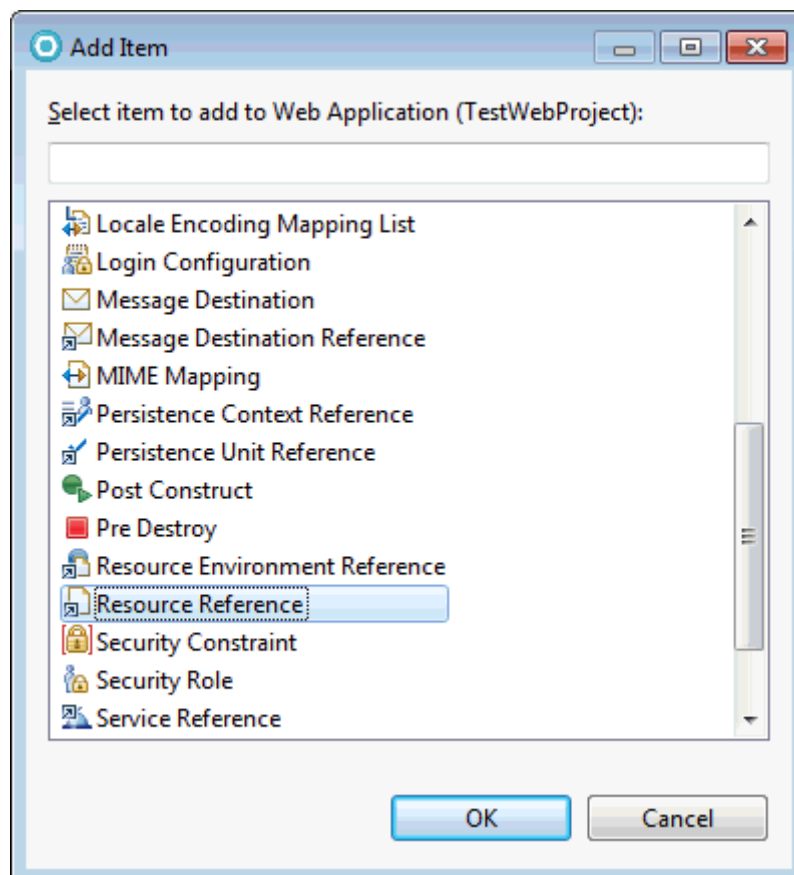 Add Item
Select item to add to Web Application (TestWebProject):
Locale Encoding Mapping List
Login Configuration
Message Destination
Message Destination Reference
MIME Mapping
Persistence Context Reference
Persistence Unit Reference
Post Construct
Pre Destroy
Resource Environment Reference
Resource Reference
Security Constraint
Security Role
Service Reference
OK Cancel